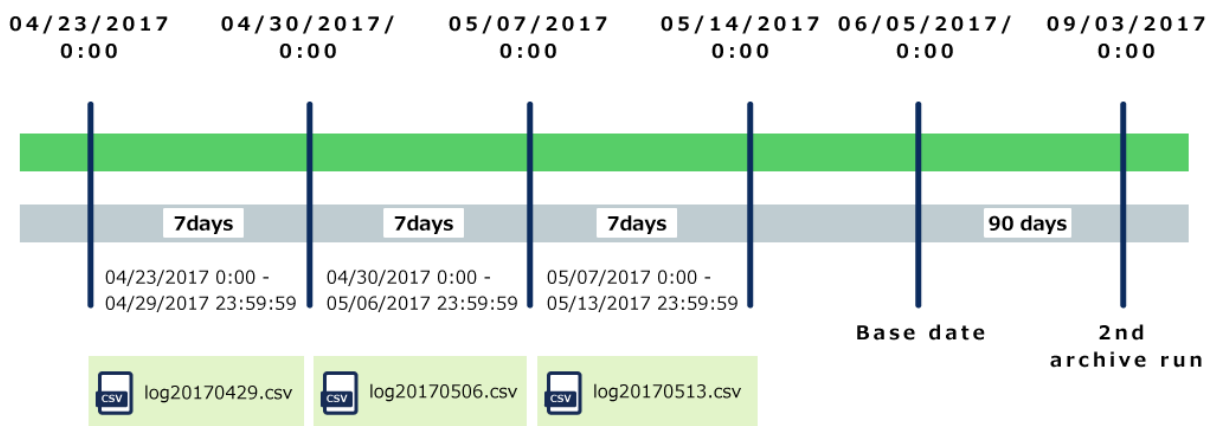 04/23/2017 04/30/2017/ 05/07/2017 05/14/2017 06/05/2017/ 09/03/2017
0:00 0:00 0:00 0:00 0:00 0:00
7days 7days 7days 90 days
04/23/2017 0:00 -
04/29/2017 23:59:59
04/30/2017 0:00 -
05/06/2017 23:59:59
05/07/2017 0:00 -
05/13/2017 23:59:59
Base date
2nd
archive run
CSV log20170429.csv
CSV log20170506.csv
CSV log20170513.csv